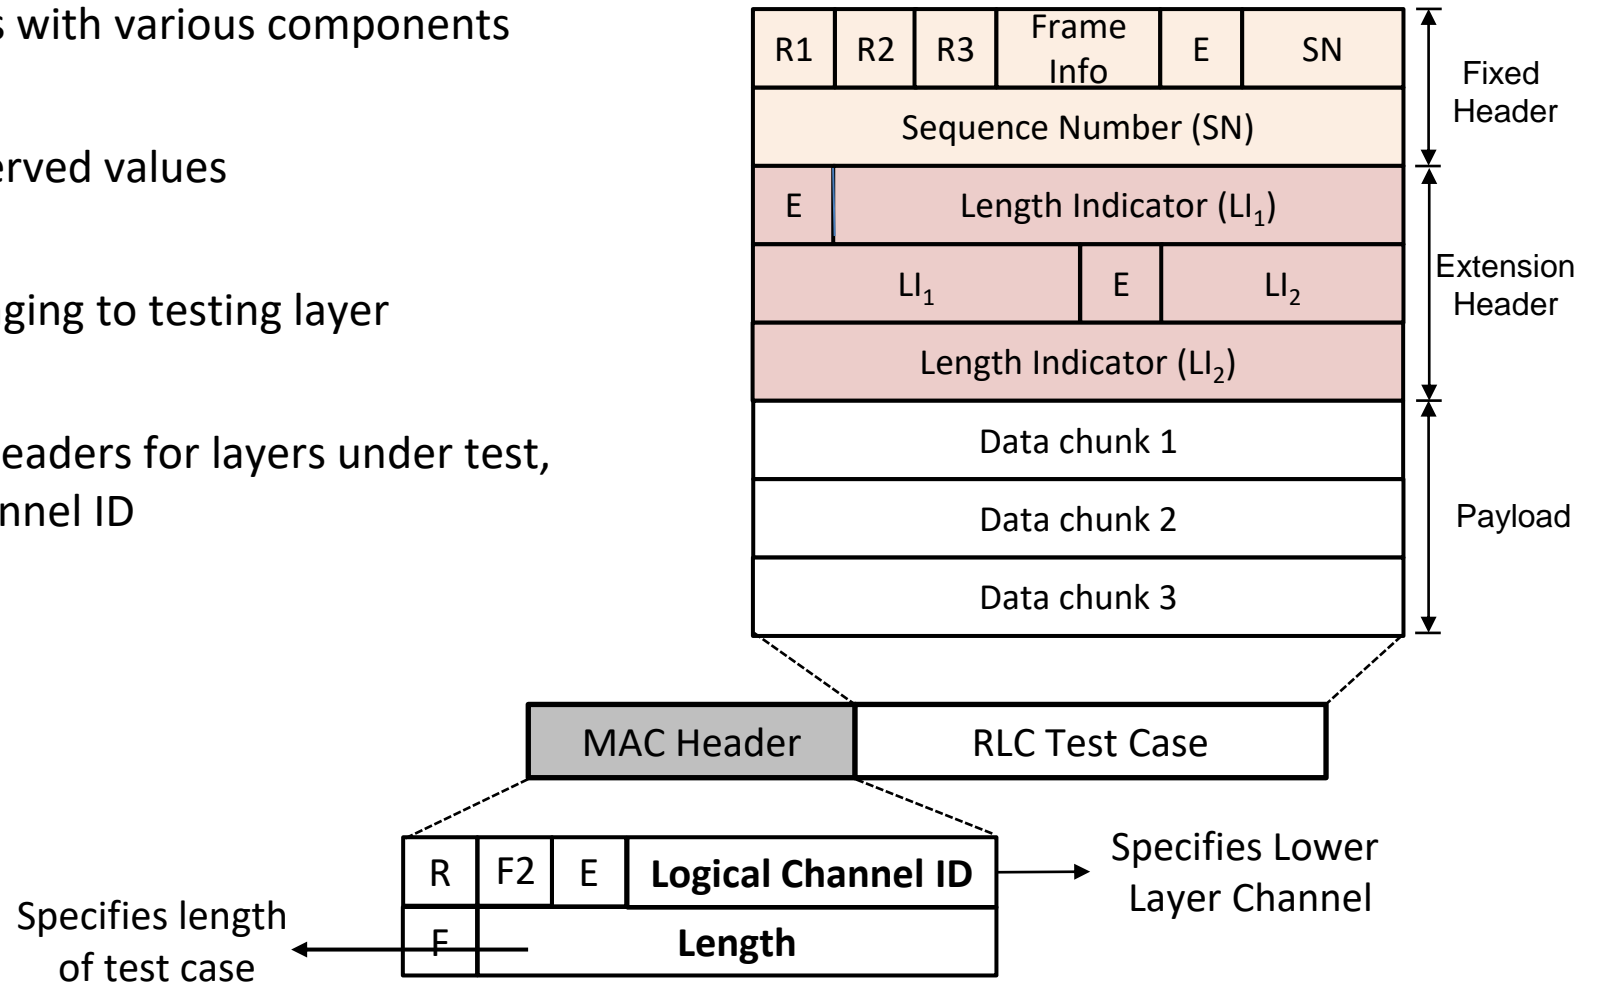 s with various components
erved values
ging to testing layer
eaders for layers under test,
nnel ID
R1 R2 R3 Frame Info E SN
Sequence Number (SN)
E Length Indicator (LI1)
LI1 E LI2
Length Indicator (LI2)
Data chunk 1
Data chunk 2
Data chunk 3
Fixed
Header
Extension
Header
Payload
MAC Header RLC Test Case
R F2 E Logical Channel ID
F Length
Specifies Lower
Layer Channel
Specifies length
of test case